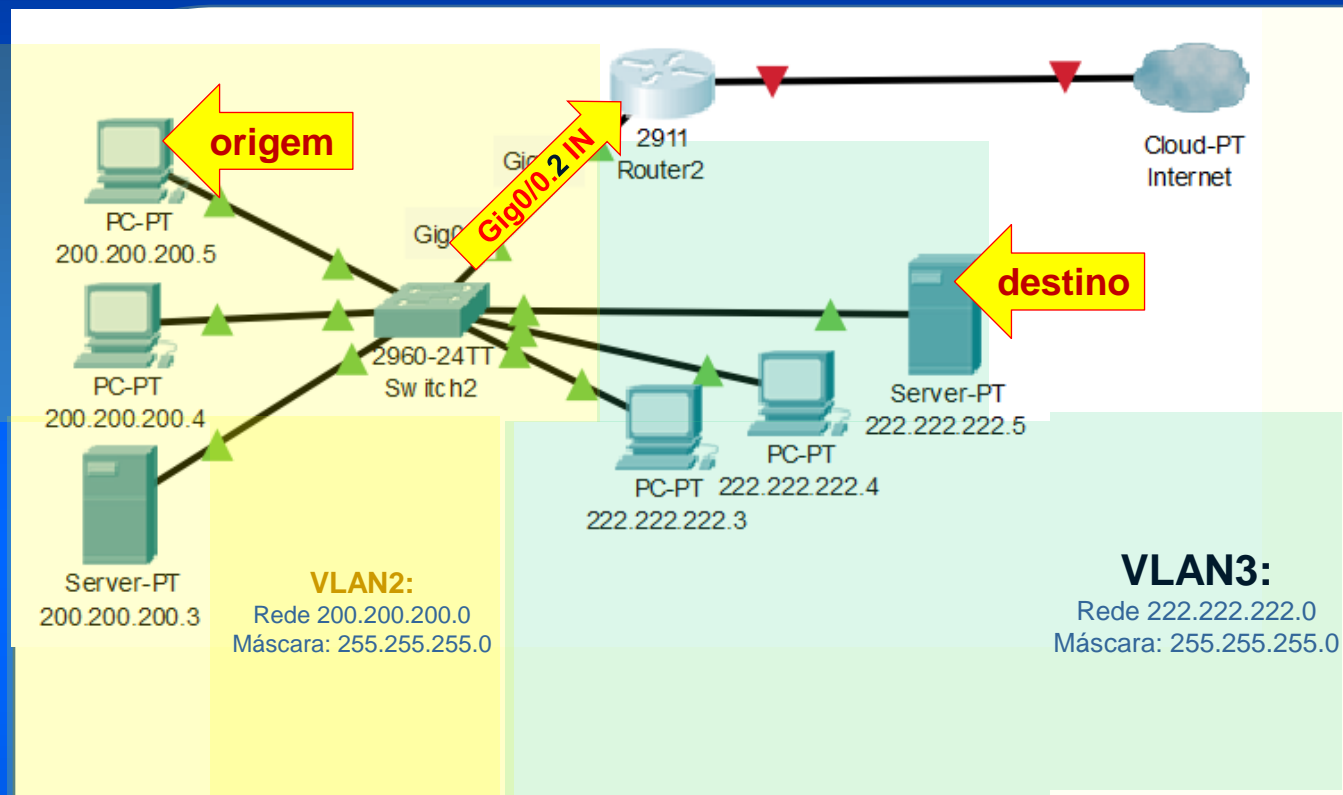 origem
PC-PT
200.200.200.5
PC-PT
200.200.200.4
Server-PT
200.200.200.3
Gig0/0.2 IN
2911
Router2
Cloud-PT
Internet
2960-24TT
Switch2
destino
Server-PT
222.222.222.5
PC-PT
222.222.222.4
PC-PT
222.222.222.3
VLAN2:
Rede 200.200.200.0
Máscara: 255.255.255.0
VLAN3:
Rede 222.222.222.0
Máscara: 255.255.255.0